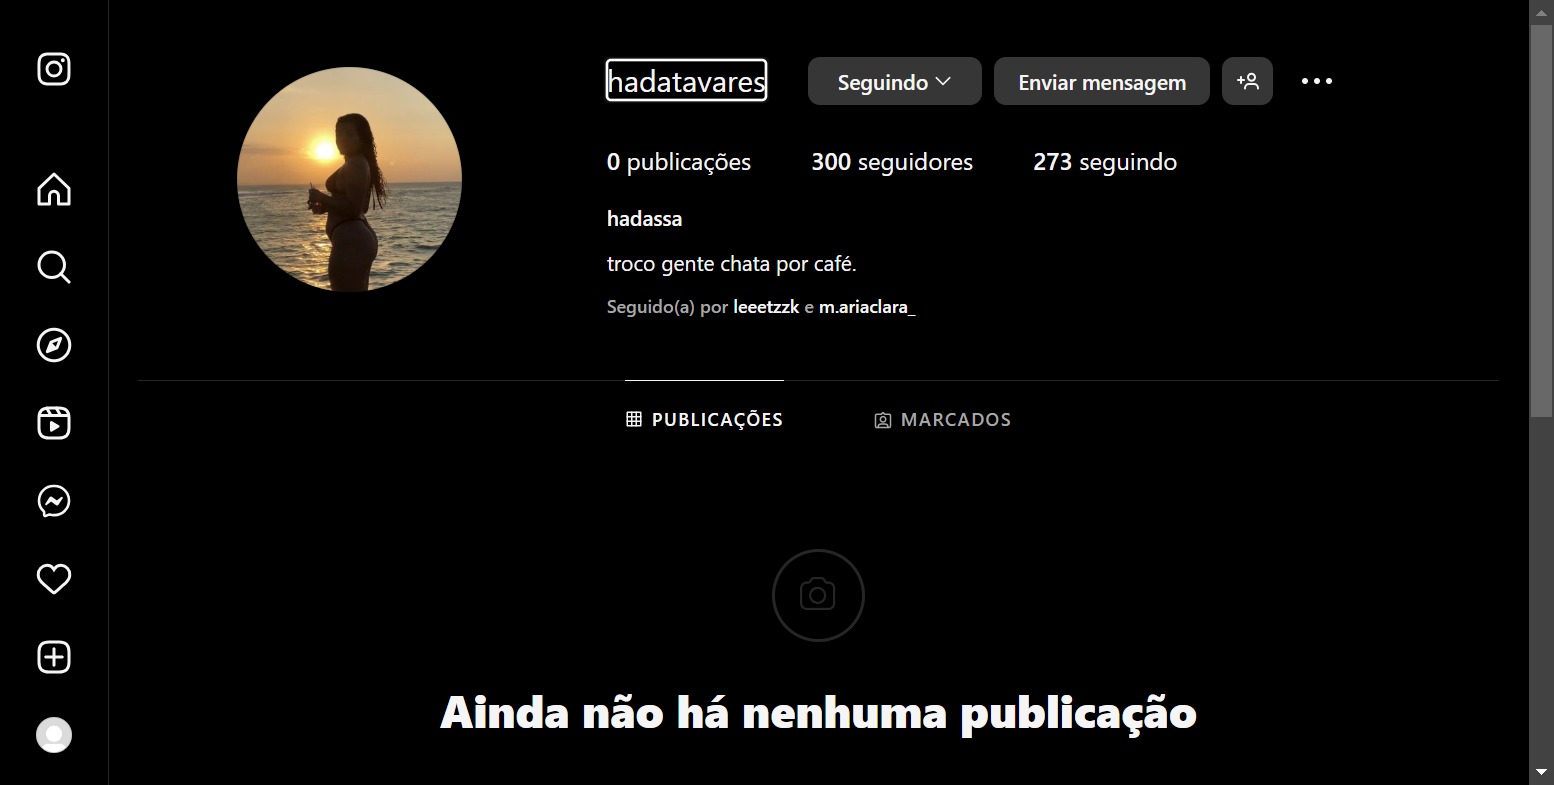 hadatavares Seguindo Enviar mensagem
0 publicações 300 seguidores 273 seguindo
hadassa
troco gente chata por café.
Seguido(a) por leeetzzk e m.ariaclara_
PUBLICAÇÕES MARCADOS
Ainda não há nenhuma publicação